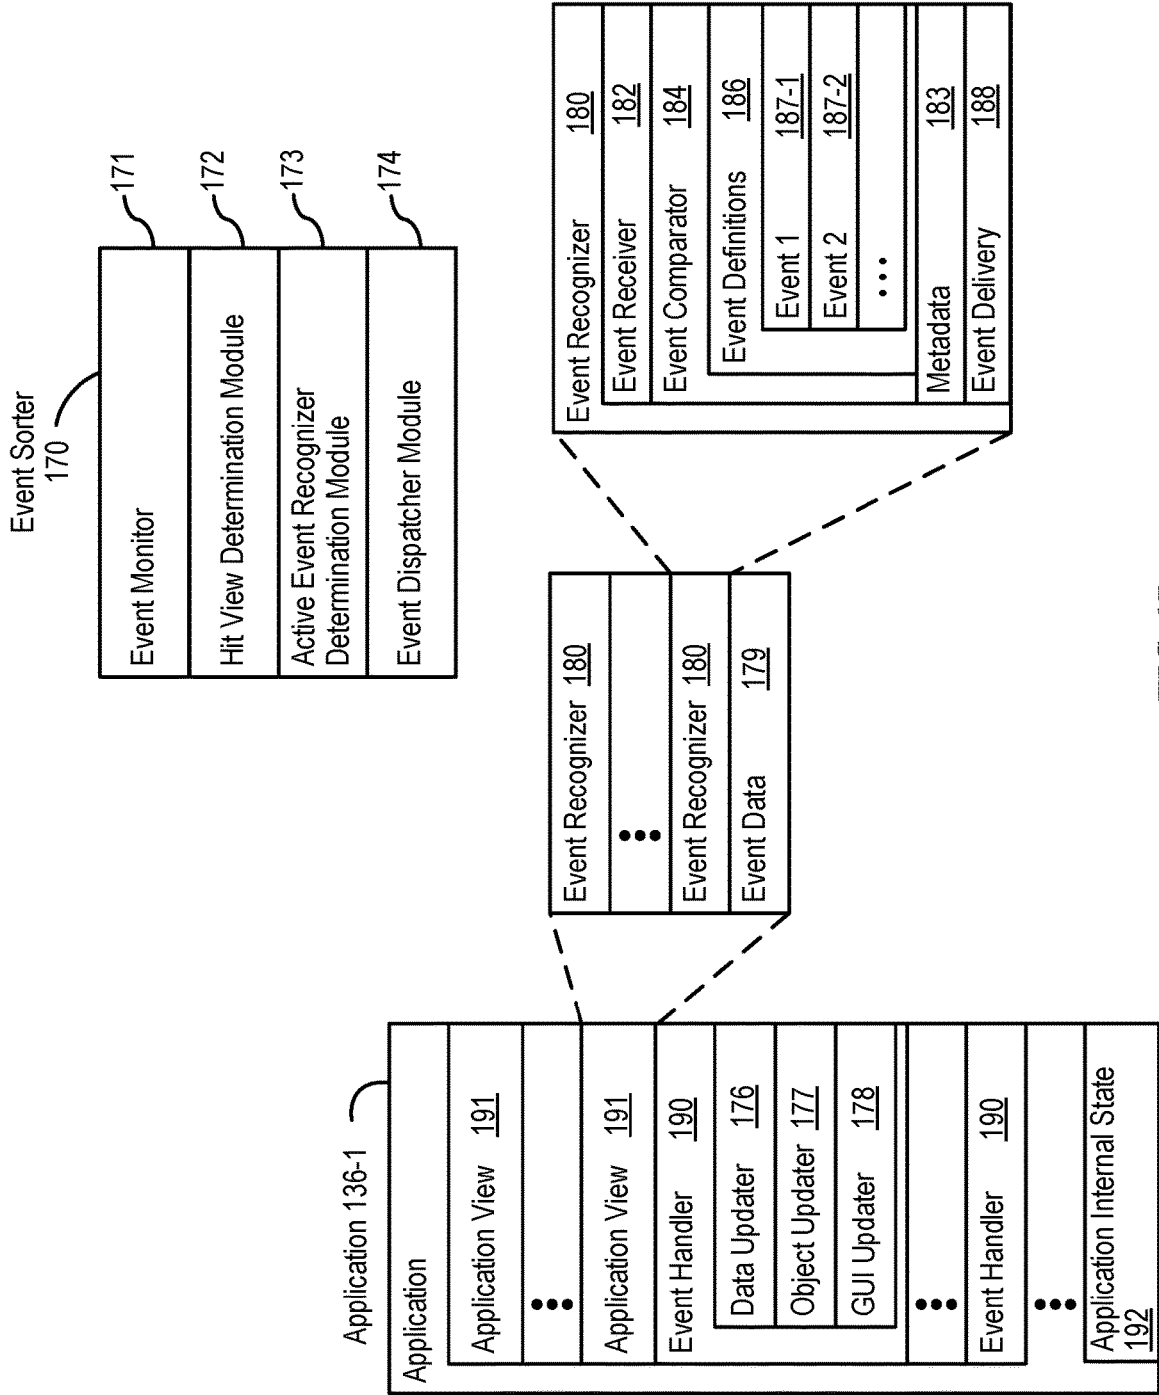 Event Sorter
170
Event Monitor
171
Hit View Determination Module
172
Active Event Recognizer
Determination Module
173
Event Dispatcher Module
174
Application 136-1
Application
Application View 191
Application View 191
Event Handler 190
Data Updater 176
Object Updater 177
GUI Updater 178
Event Handler 190
Application Internal State
192
Event Recognizer 180
Event Recognizer 180
Event Data 179
Event Recognizer 180
Event Receiver 182
Event Comparator 184
Event Definitions 186
Event 1 187-1
Event 2 187-2
Metadata 183
Event Delivery 188